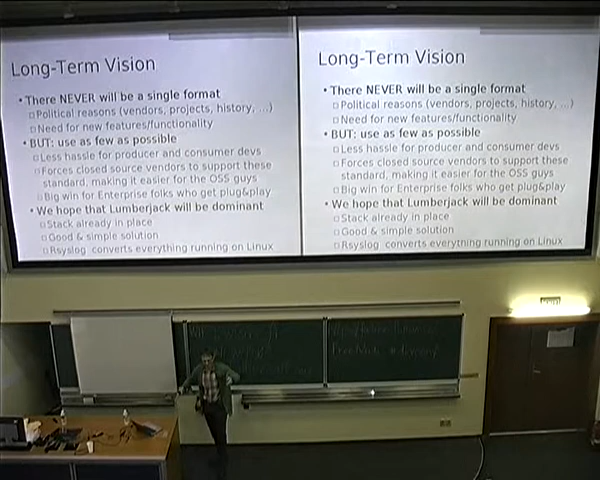 Long-Term Vision
• There NEVER will be a single format
Political reasons (vendors, projects, history, ...)
Need for new features/functionality
• BUT: use as few as possible
Less hassle for producer and consumer devs
Forces closed source vendors to support these
standard, making it easier for the OSS guys
Big win for Enterprise folks who get plug&play
• We hope that Lumberjack will be dominant
Stack already in place
Good & simple solution
Rsyslog converts everything running on Linux
Long-Term Vision
• There NEVER will be a single format
Political reasons (vendors, projects, history, ...)
Need for new features/functionality
• BUT: use as few as possible
Less hassle for producer and consumer devs
Forces closed source vendors to support these
standard, making it easier for the OSS guys
Big win for Enterprise folks who get plug&play
• We hope that Lumberjack will be dominant
Stack already in place
Good & simple solution
Rsyslog converts everything running on Linux